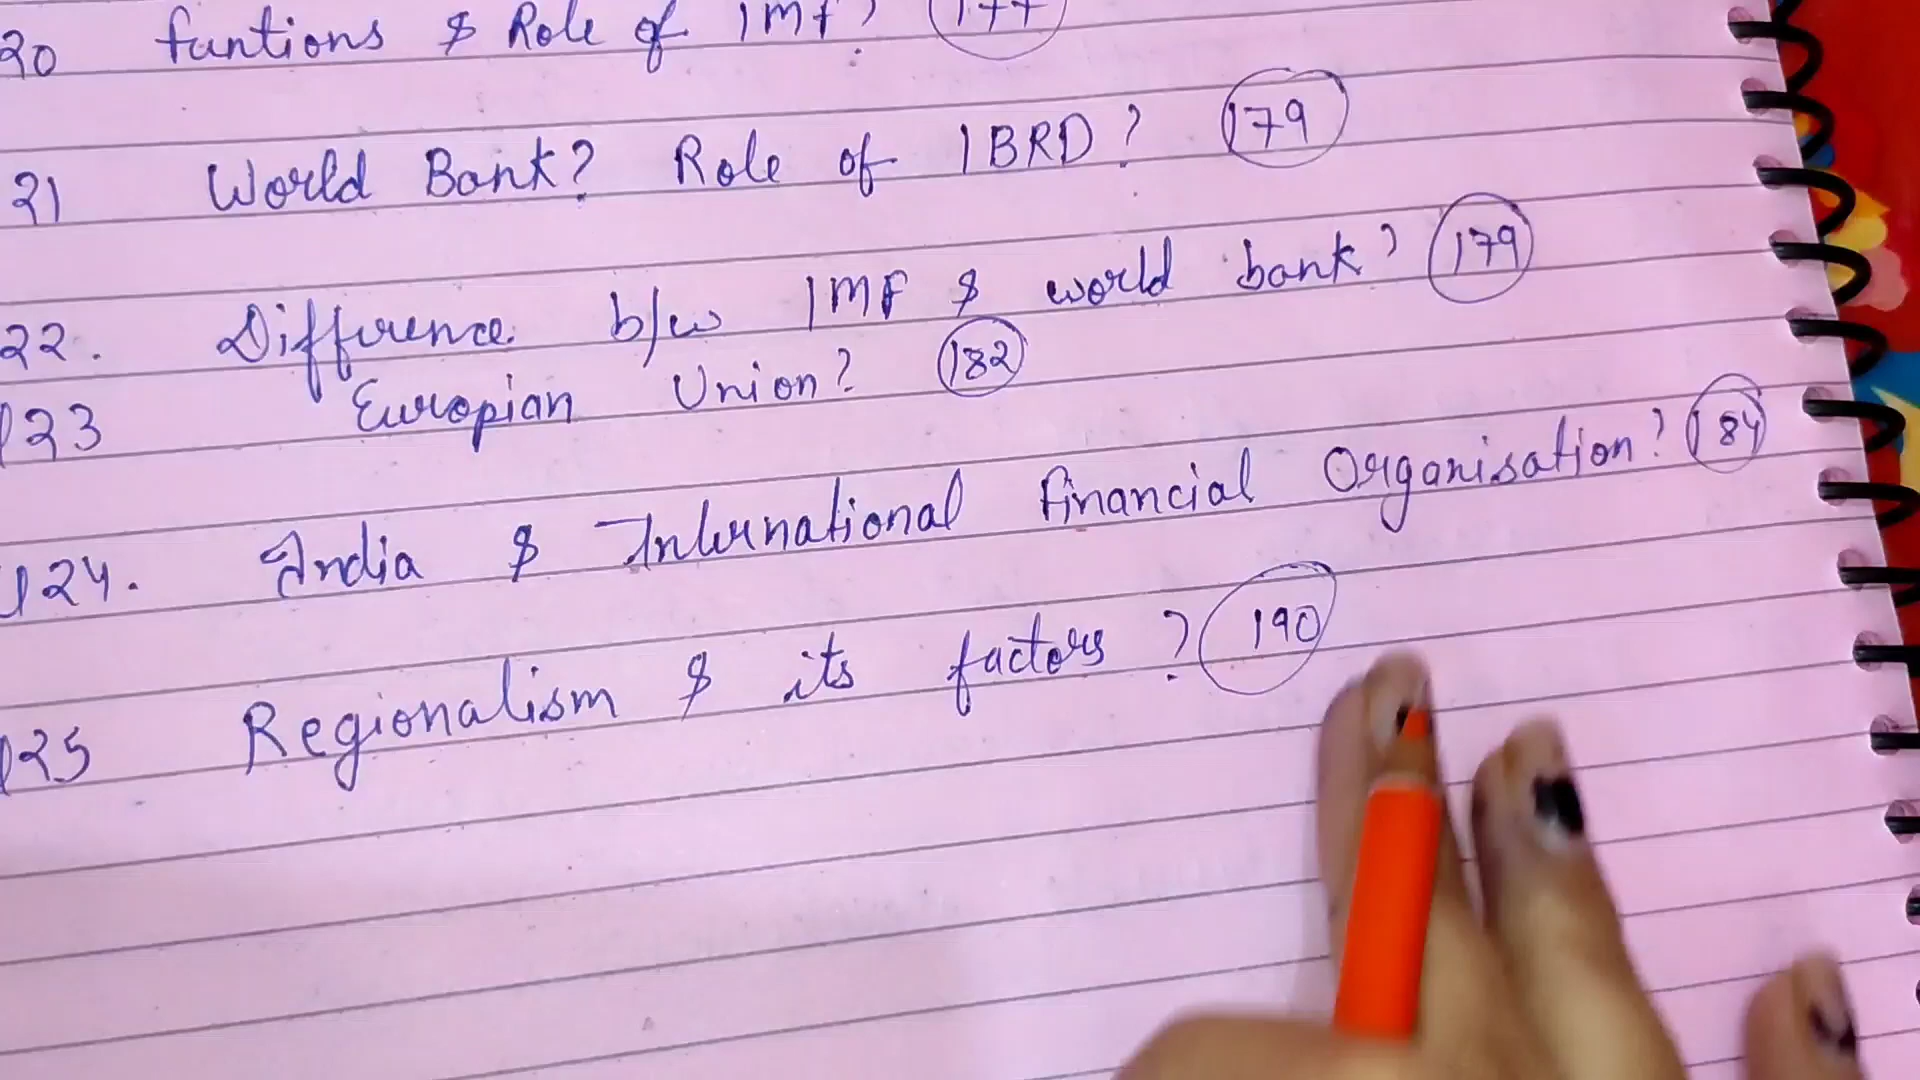 20 funtions & Role of IMF? 177
21 World Bank? Role of IBRD? 179
22. Difference b/w IMF & world bank? 179
123 Europian Union? 182
124. India & International financial Organisation? 184
125 Regionalism & its factors? 190